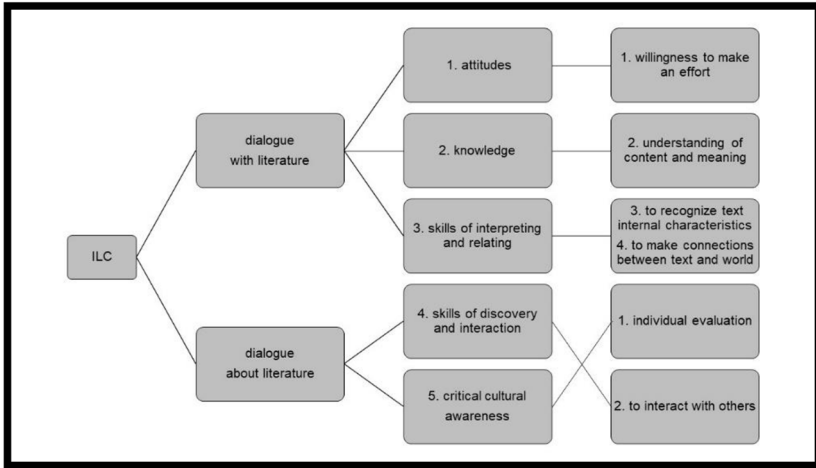 ILC
dialogue
with literature
dialogue
about literature
1. attitudes
2. knowledge
3. skills of interpreting
and relating
4. skills of discovery
and interaction
5. critical cultural
awareness
1. willingness to make
an effort
2. understanding of
content and meaning
3. to recognize text
internal characteristics
4. to make connections
between text and world
1. individual evaluation
2. to interact with others